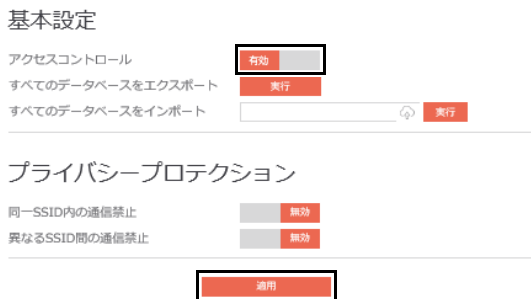 基本設定
アクセスコントロール 有効
すべてのデータベースをエクスポート 実行
すべてのデータベースをインポート 実行
プライバシープロテクション
同一SSID内の通信禁止 無効
異なるSSID間の通信禁止 無効
適用